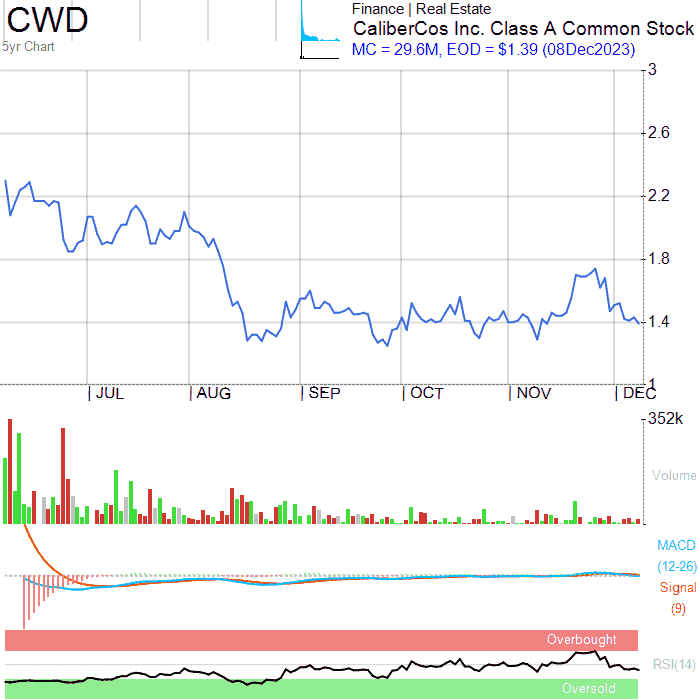 CWD
5yr Chart
Finance | Real Estate
CaliberCos Inc. Class A Common Stock
MC = 29.6M, EOD = $1.39 (08Dec2023)
3
2.6
2.2
1.8
1.4
1
JUL AUG SEP OCT NOV DEC
352k
Volume
MACD
(12-26)
Signal
(9)
Overbought
RSI(14)
Oversold